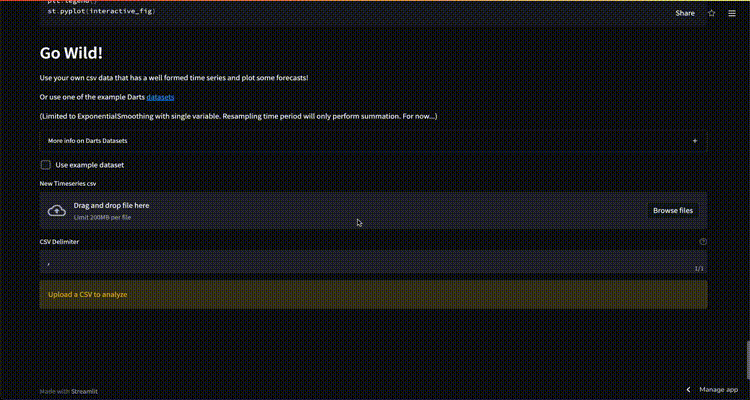 st.pyplot(interactive_fig)
Share
Go Wild!
Use your own csv data that has a well formed time series and plot some forecasts!
Or use one of the example Darts datasets
(Limited to ExponentialSmoothing with single variable. Resampling time period will only perform summation. For now...)
More info on Darts Datasets
Use example dataset
New Timeseries csv
Drag and drop file here
Limit 200MB per file
Browse files
CSV Delimiter
,
1/1
Upload a CSV to analyze
Made with Streamlit
Manage app